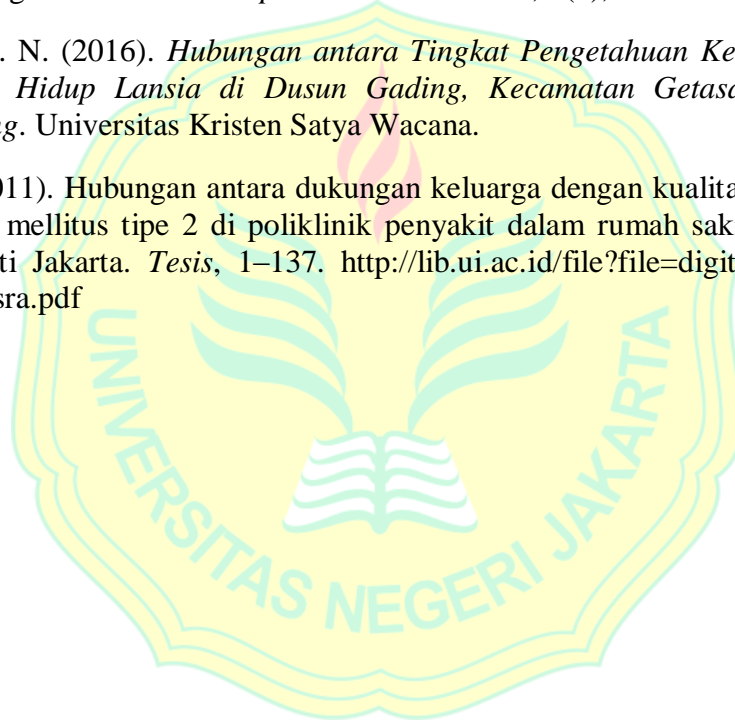 . N. (2016). Hubungan antara Tingkat Pengetahuan Ke
Hidup Lansia di Dusun Gading, Kecamatan Getasa
g. Universitas Kristen Satya Wacana.
011). Hubungan antara dukungan keluarga dengan kualita
mellitus tipe 2 di poliklinik penyakit dalam rumah saki
ti Jakarta. Tesis, 1–137. http://lib.ui.ac.id/file?file=digit
sra.pdf
UNIVERSITAS NEGERI JAKARTA